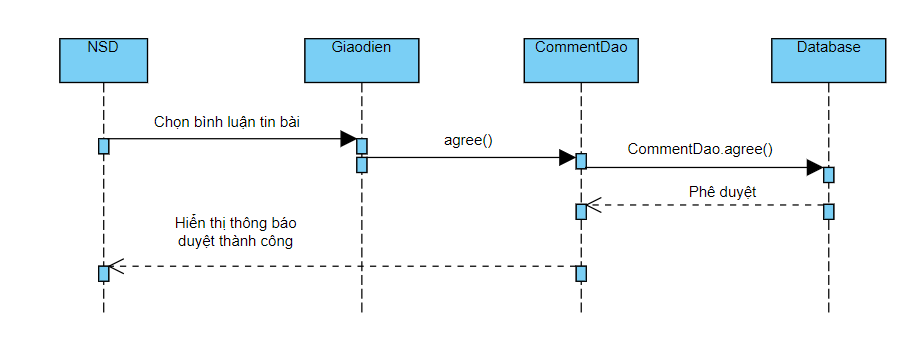 NSD
Giaodien
CommentDao
Database
Chọn bình luận tin bài
agree()
CommentDao.agree()
Phê duyệt
Hiển thị thông báo
duyệt thành công